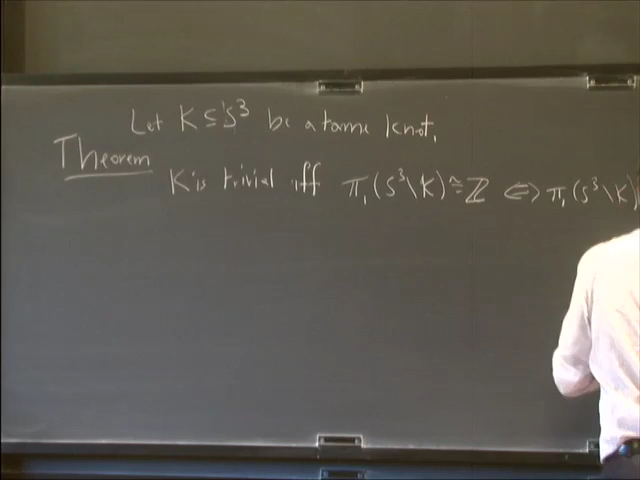 Let K ⊆ S³ be a tame knot.
Theorem
K is trivial iff π₁(S³\K) ≅ ℤ ⟺ π₁(S³\K)